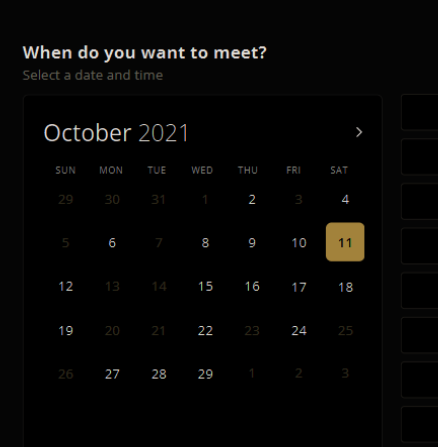 When do you want to meet?
Select a date and time
October 2021 >
SUN MON TUE WED THU FRI SAT
29 30 31 1 2 3 4
5 6 7 8 9 10 11
12 13 14 15 16 17 18
19 20 21 22 23 24 25
26 27 28 29 1 2 3